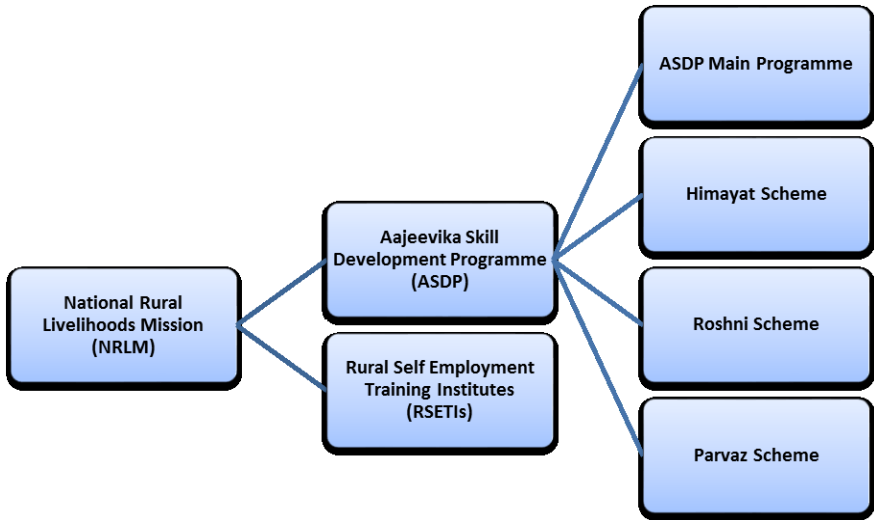 National Rural
Livelihoods Mission
(NRLM)
Aajeevika Skill
Development Programme
(ASDP)
Rural Self Employment
Training Institutes
(RSETIs)
ASDP Main Programme
Himayat Scheme
Roshni Scheme
Parvaz Scheme